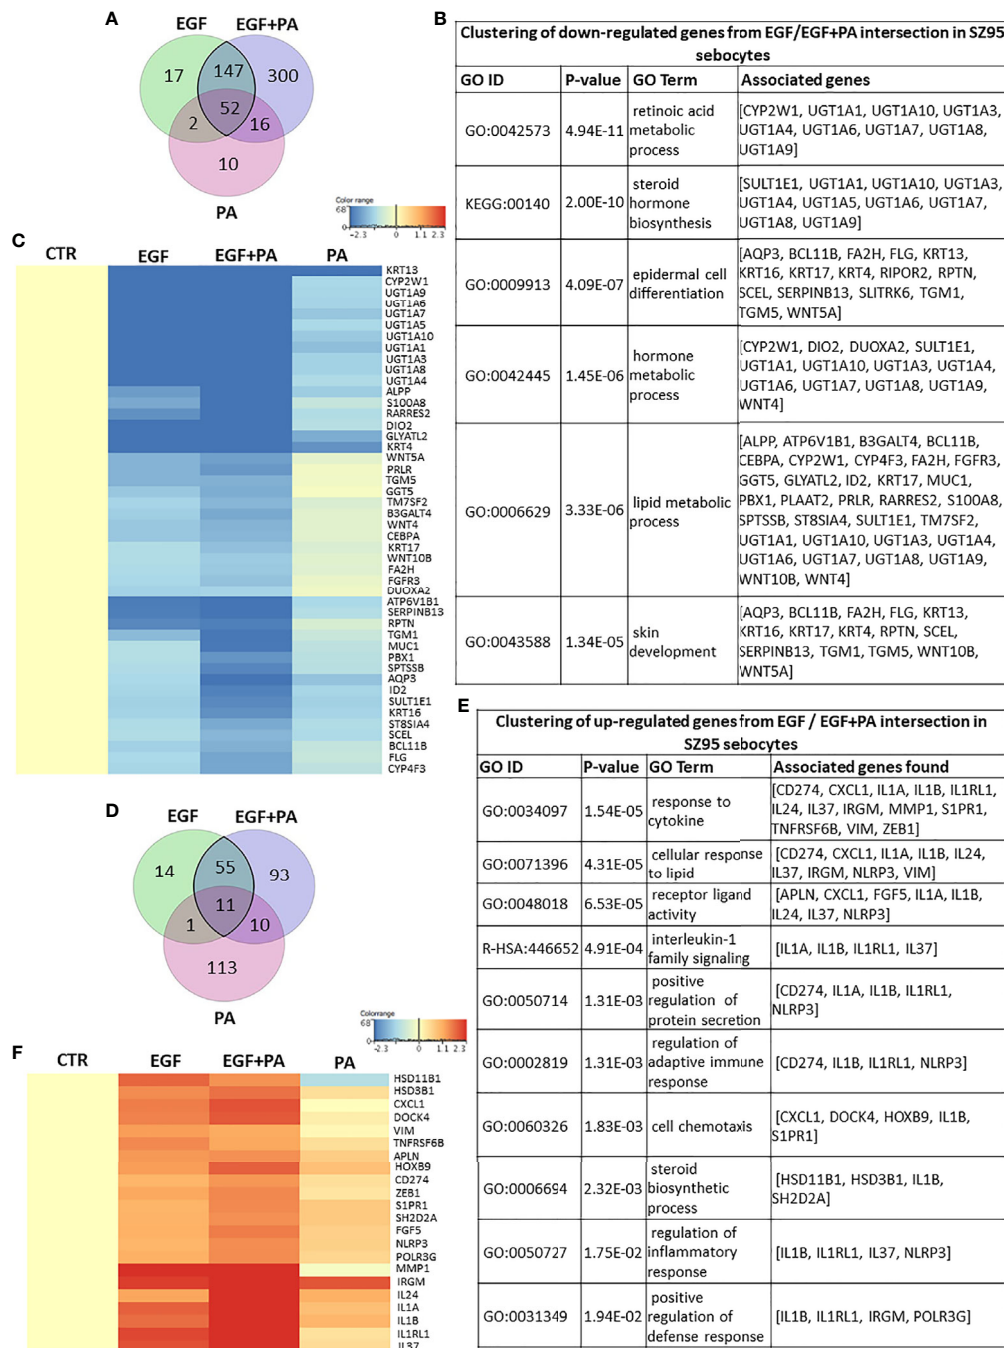 A
EGF
EGF+PA
17
147
300
52
2
16
10
PA
B
Clustering of down-regulated genes from EGF/EGF+PA intersection in SZ95
sebocytes
GO ID
P-value
GO Term
Associated genes
GO:0042573
4.94E-11
retinoic acid
metabolic
process
[CYP2W1, UGT1A1, UGT1A10, UGT1A3,
UGT1A4, UGT1A6, UGT1A7, UGT1A8,
UGT1A9]
KEGG:00140
2.00E-10
steroid
hormone
biosynthesis
[SULT1E1, UGT1A1, UGT1A10, UGT1A3,
UGT1A4, UGT1A5, UGT1A6, UGT1A7,
UGT1A8, UGT1A9]
GO:0009913
4.09E-07
epidermal cell
differentiation
[AQP3, BCL11B, FA2H, FLG, KRT13,
KRT16, KRT17, KRT4, RIPOR2, RPTN,
SCEL, SERPINB13, SLITRK6, TGM1,
TGM5, WNT5A]
GO:0042445
1.45E-06
hormone
metabolic
process
[CYP2W1, DIO2, DUOXA2, SULT1E1,
UGT1A1, UGT1A10, UGT1A3, UGT1A4,
UGT1A6, UGT1A7, UGT1A8, UGT1A9,
WNT4]
GO:0006629
3.33E-06
lipid metabolic
process
[ALPP, ATP6V1B1, B3GALT4, BCL11B,
CEBPA, CYP2W1, CYP4F3, FA2H, FGFR3,
GGT5, GLYATL2, ID2, KRT17, MUC1,
PBX1, PLAAT2, PRLR, RARRES2, S100A8,
SPTSSB, ST8SIA4, SULT1E1, TM7SF2,
UGT1A1, UGT1A10, UGT1A3, UGT1A4,
UGT1A6, UGT1A7, UGT1A8, UGT1A9,
WNT10B, WNT4]
GO:0043588
1.34E-05
skin
development
[AQP3, BCL11B, FA2H, FLG, KRT13,
KRT16, KRT17, KRT4, RPTN, SCEL,
SERPINB13, TGM1, TGM5, WNT10B,
WNT5A]
Color range
68
0
-2.3
0
1.1
2.3
C
CTR
EGF
EGF+PA
PA
KRT13
CYP2W1
UGT1A9
UGT1A6
UGT1A7
UGT1A5
UGT1A10
UGT1A1
UGT1A3
UGT1A8
UGT1A4
ALPP
S100A8
RARRES2
DIO2
GLYATL2
KRT4
WNT5A
PRLR
TGM5
GGT5
TM7SF2
B3GALT4
WNT4
CEBPA
KRT17
WNT10B
FA2H
FGFR3
DUOXA2
ATP6V1B1
SERPINB13
RPTN
TGM1
MUC1
PBX1
SPTSSB
AQP3
ID2
SULT1E1
KRT16
ST8SIA4
SCEL
BCL11B
FLG
CYP4F3
D
EGF
EGF+PA
14
55
93
11
1
10
113
PA
E
Clustering of up-regulated genes from EGF / EGF+PA intersection in
SZ95 sebocytes
GO ID
P-value
GO Term
Associated genes found
GO:0034097
1.54E-05
response to
cytokine
[CD274, CXCL1, IL1A, IL1B, IL1RL1,
IL24, IL37, IRGM, MMP1, S1PR1,
TNFRSF6B, VIM, ZEB1]
GO:0071396
4.31E-05
cellular response
to lipid
[CD274, CXCL1, IL1A, IL1B, IL24,
IL37, IRGM, NLRP3, VIM]
GO:0048018
6.53E-05
receptor ligand
activity
[APLN, CXCL1, FGF5, IL1A, IL1B,
IL24, IL37, NLRP3]
R-HSA:446652
4.91E-04
interleukin-1
family signaling
[IL1A, IL1B, IL1RL1, IL37]
GO:0050714
1.31E-03
positive
regulation of
protein secretion
[CD274, IL1A, IL1B, IL1RL1,
NLRP3]
GO:0002819
1.31E-03
regulation of
adaptive immune
response
[CD274, IL1B, IL1RL1, NLRP3]
GO:0060326
1.83E-03
cell chemotaxis
[CXCL1, DOCK4, HOXB9, IL1B,
S1PR1]
GO:0006694
2.32E-03
steroid
biosynthetic
process
[HSD11B1, HSD3B1, IL1B,
SH2D2A]
GO:0050727
1.75E-02
regulation of
inflammatory
response
[IL1B, IL1RL1, IL37, NLRP3]
GO:0031349
1.94E-02
positive
regulation of
defense response
[IL1B, IL1RL1, IRGM, POLR3G]
Colorrange
68
0
-2.3
0
1.1
2.3
F
CTR
EGF
EGF+PA
PA
HSD11B1
HSD3B1
CXCL1
DOCK4
VIM
TNFRSF6B
APLN
HOXB9
CD274
ZEB1
S1PR1
SH2D2A
FGF5
NLRP3
POLR3G
MMP1
IRGM
IL24
IL1A
IL1B
IL1RL1
IL37